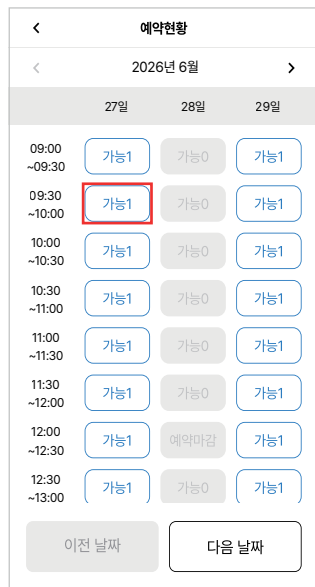 예약현황
2026년 6월
27일 28일 29일
09:00 ~09:30 가능1 가능0 가능1
09:30 ~10:00 가능1 가능0 가능1
10:00 ~10:30 가능1 가능0 가능1
10:30 ~11:00 가능1 가능0 가능1
11:00 ~11:30 가능1 가능0 가능1
11:30 ~12:00 가능1 가능0 가능1
12:00 ~12:30 가능1 예약마감 가능1
12:30 ~13:00 가능1 가능0 가능1
이전 날짜 다음 날짜